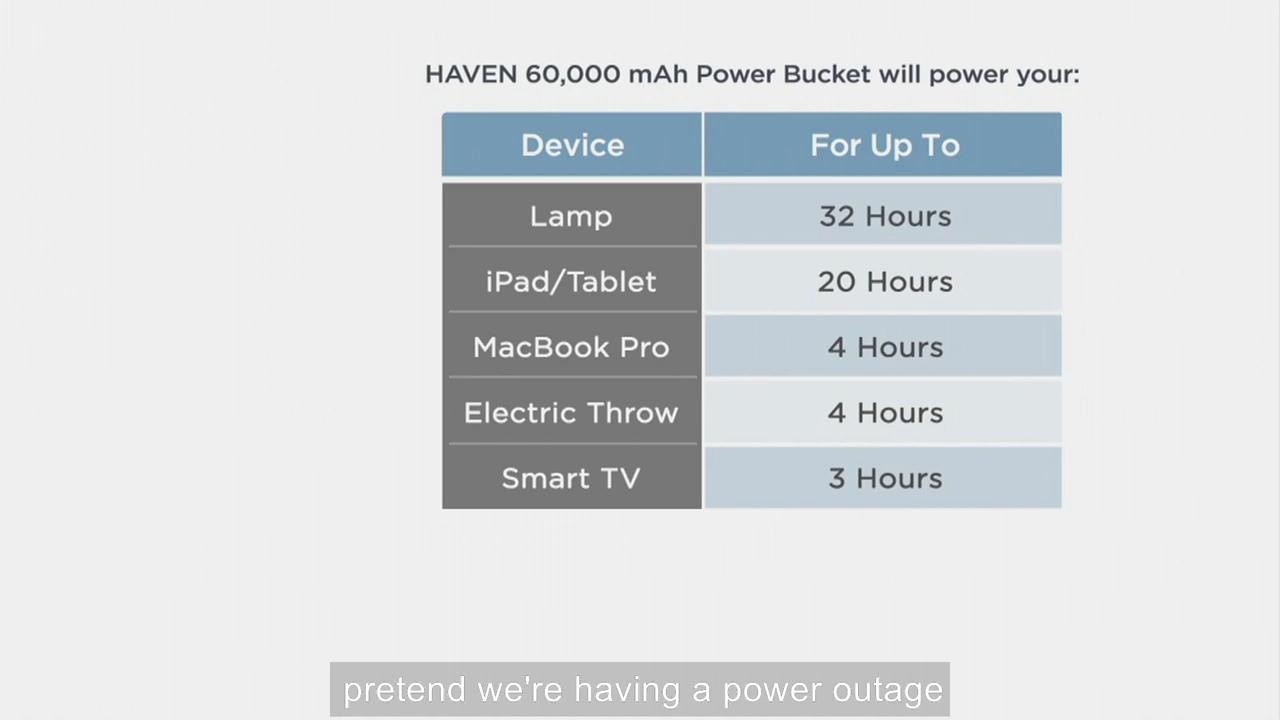 HAVEN 60,000 mAh Power Bucket will power your:
Device For Up To
Lamp 32 Hours
iPad/Tablet 20 Hours
MacBook Pro 4 Hours
Electric Throw 4 Hours
Smart TV 3 Hours
pretend we're having a power outage